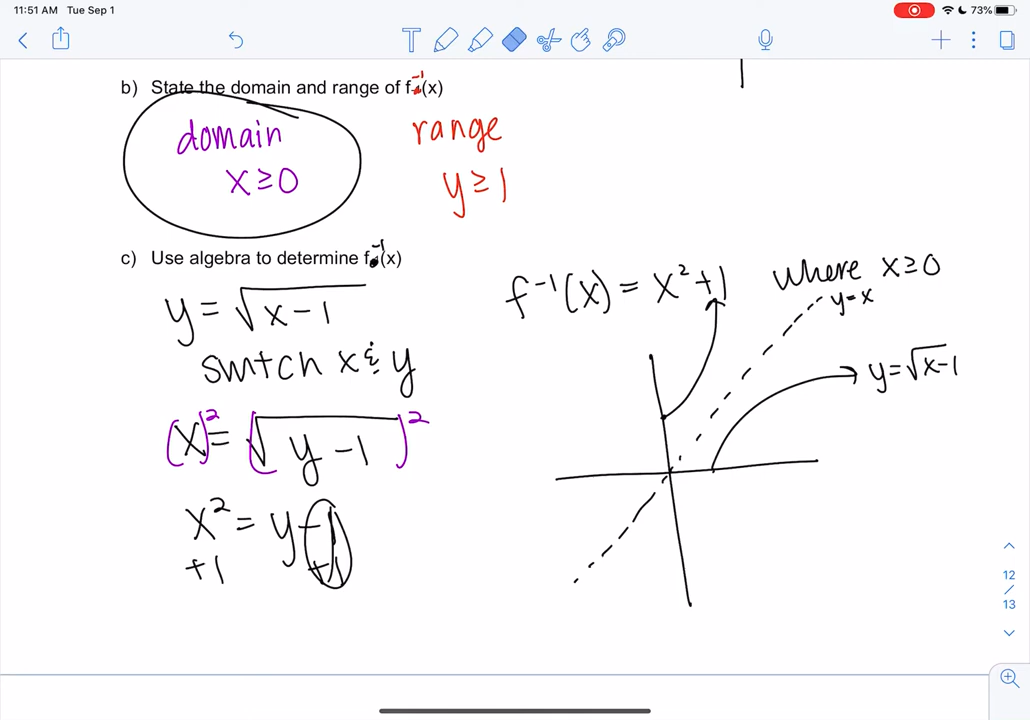 11:51 AM Tue Sep 1
73%
T
b) State the domain and range of f⁻¹(x)
domain
x≥0
range
y≥1
c) Use algebra to determine f⁻¹(x)
y=√x-1
switch x & y
(x)²=(√y-1)²
x²=y-1
+1 +1
f⁻¹(x)=x²+1 where x≥0
y=x
y=√x-1
12
/
13